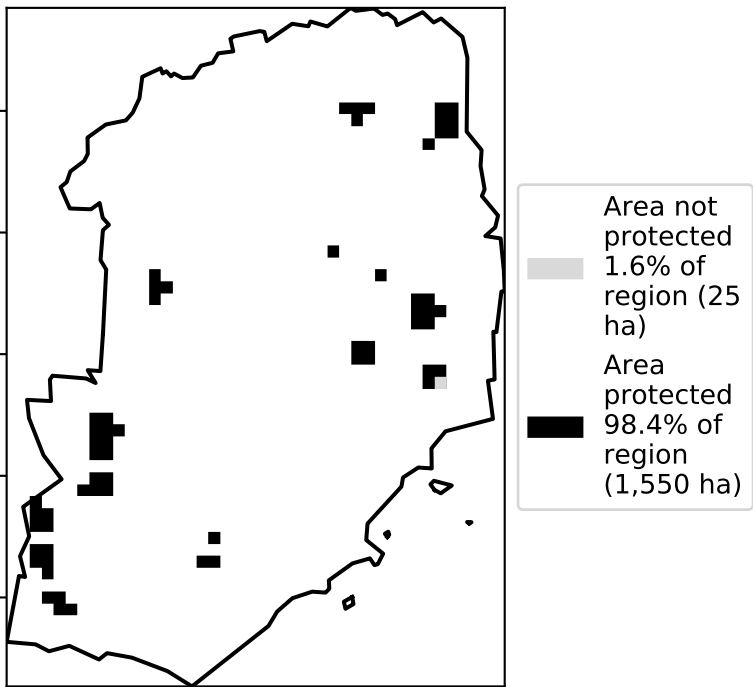 Area not
protected
1.6% of
region (25
ha)
Area
protected
98.4% of
region
(1,550 ha)